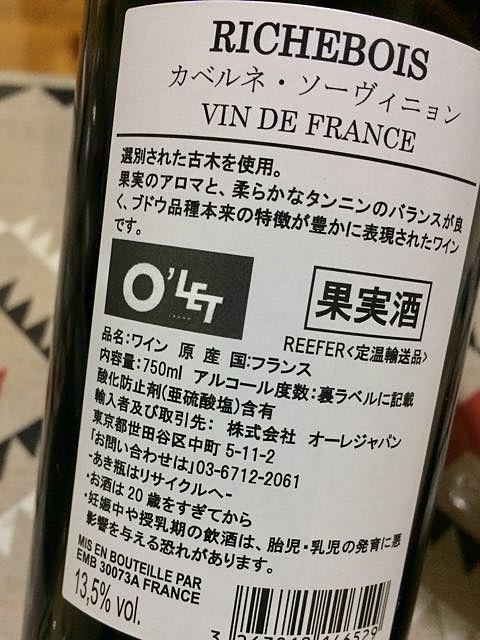 RICHEBOIS
カベルネ・ソーヴィニョン
VIN DE FRANCE
選別された古木を使用。
果実のアロマと、柔らかなタンニンのバランスが良
く、ブドウ品種本来の特徴が豊かに表現されたワイン
です。
O'LET
果実酒
REEFER<定温輸送品>
品名:ワイン 原 産 国:フランス
内容量:750ml アルコール度数:裏ラベルに記載
酸化防止剤(亜硫酸塩)含有
輸入者及び取引先: 株式会社 オーレジャパン
東京都世田谷区中町5-11-2
「お問い合わせは」03-6712-2061
-あき瓶はリサイクルへ-
・お酒は20歳をすぎてから
・妊娠中や授乳期の飲酒は、胎児・乳児の発育に悪
影響を与える恐れがあります。
MIS EN BOUTEILLE PAR
EMB 30073A FRANCE
13,5% vol.